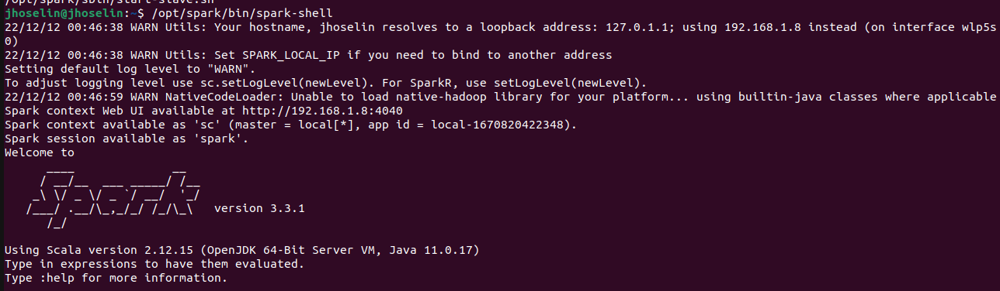 /opt/spark/sbin/start-slave.sh
jhoselin@jhoselin:~$ /opt/spark/bin/spark-shell
22/12/12 00:46:38 WARN Utils: Your hostname, jhoselin resolves to a loopback address: 127.0.1.1; using 192.168.1.8 instead (on interface wlp5s
0)
22/12/12 00:46:38 WARN Utils: Set SPARK_LOCAL_IP if you need to bind to another address
Setting default log level to "WARN".
To adjust logging level use sc.setLogLevel(newLevel). For SparkR, use setLogLevel(newLevel).
22/12/12 00:46:59 WARN NativeCodeLoader: Unable to load native-hadoop library for your platform... using builtin-java classes where applicable
Spark context Web UI available at http://192.168.1.8:4040
Spark context available as 'sc' (master = local[*], app id = local-1670820422348).
Spark session available as 'spark'.
Welcome to
      ____              __
     / __/__  ___ _____/ /__
    _\ \/ _ \/ _ `/ __/  '_/
   /___/ .__/\_,_/_/ /_/\_\   version 3.3.1
      /_/
Using Scala version 2.12.15 (OpenJDK 64-Bit Server VM, Java 11.0.17)
Type in expressions to have them evaluated.
Type :help for more information.